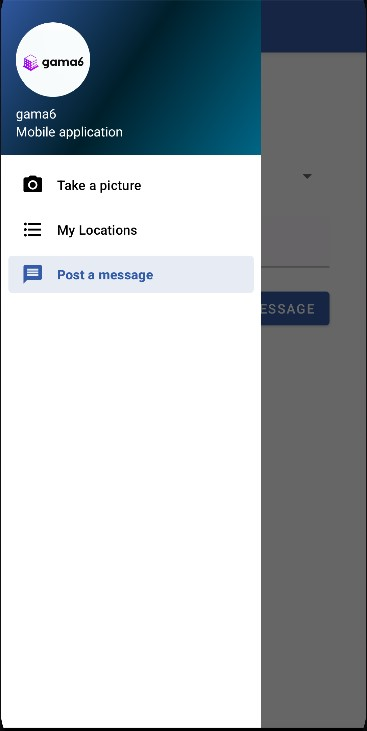 gama6
gama6
Mobile application
Take a picture
My Locations
Post a message
ESSAGE